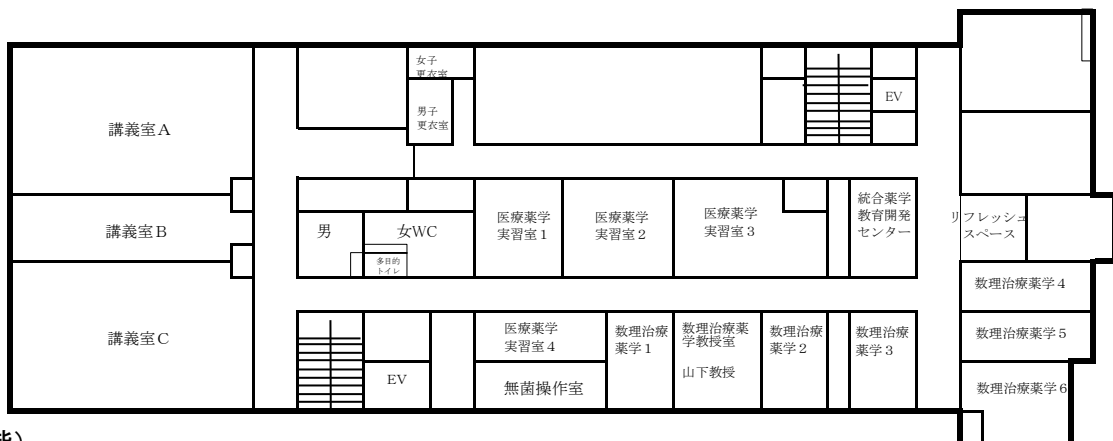 女子
更衣室
男子
更衣室
EV
講義室A
講義室B
講義室C
男
女WC
多目的
トイレ
医療薬学
実習室1
医療薬学
実習室2
医療薬学
実習室3
統合薬学
教育開発
センター
リフレッシュ
スペース
数理治療薬学4
数理治療薬学5
数理治療薬学6
EV
医療薬学
実習室4
無菌操作室
数理治療
薬学1
数理治療薬
学教授室
山下教授
数理治療
薬学2
数理治療
薬学3